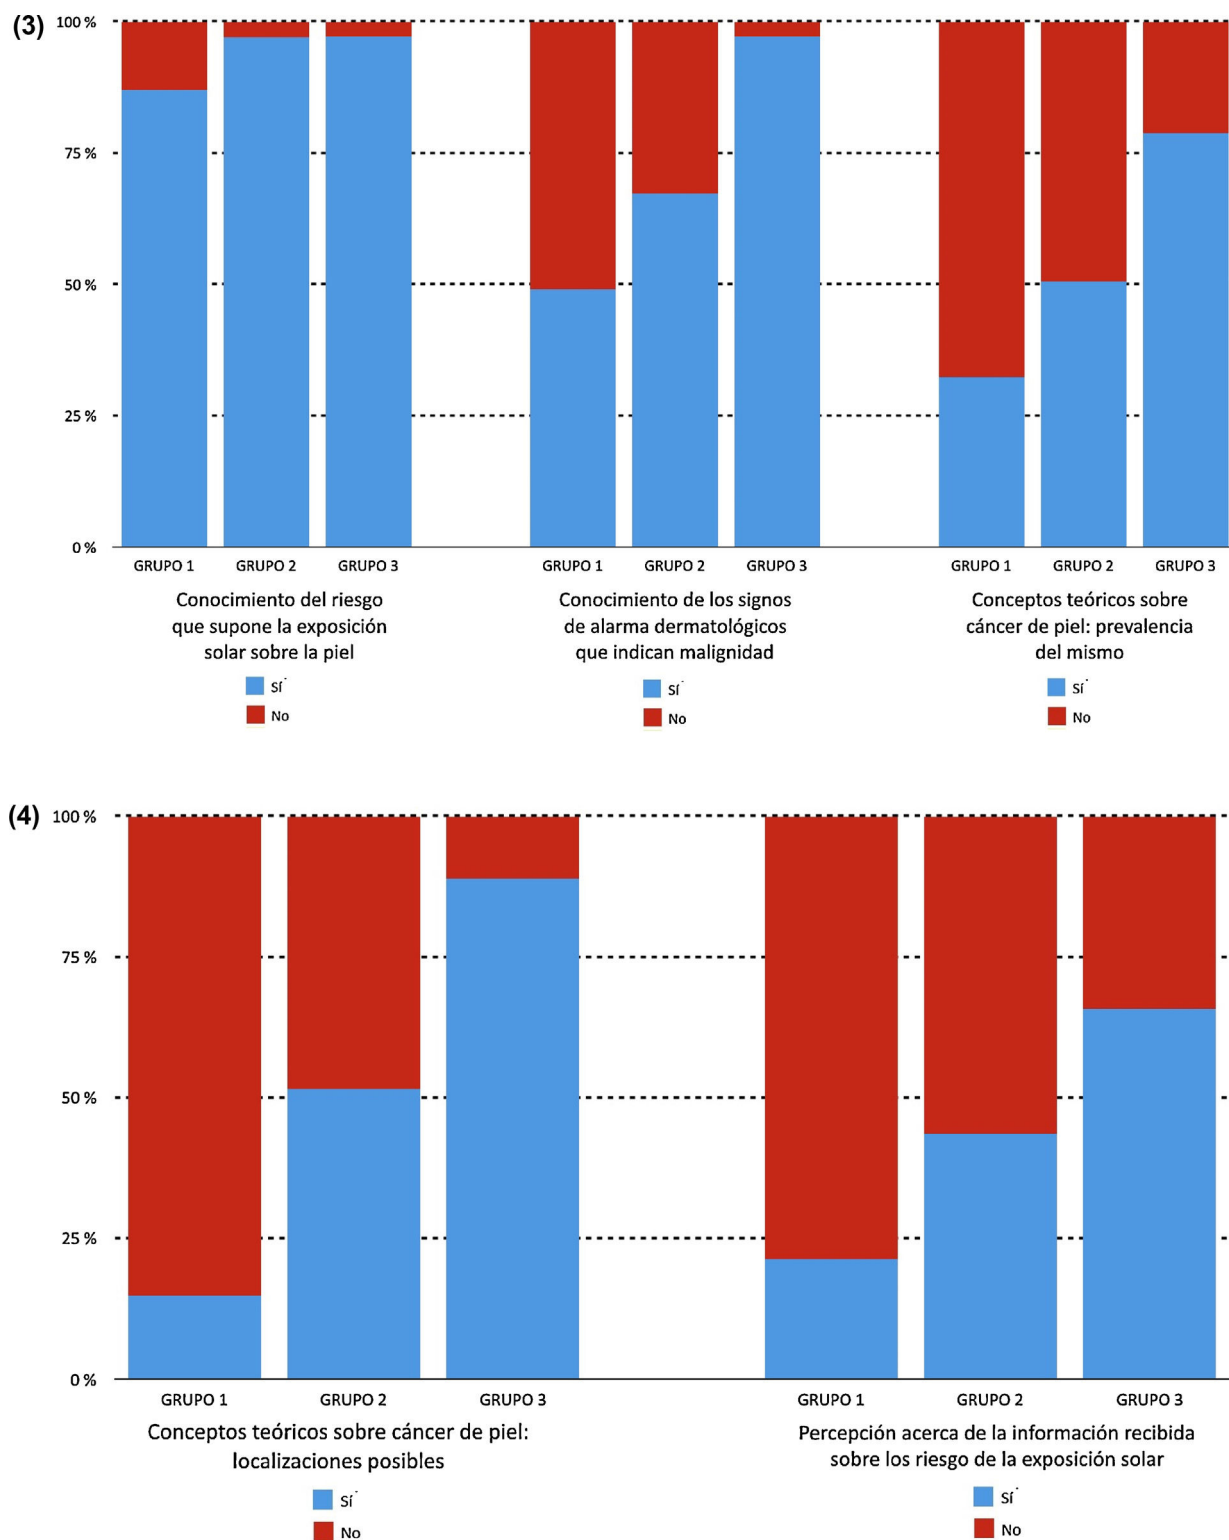 (3)
100 %
75 %
50 %
25 %
0 %
GRUPO 1 GRUPO 2 GRUPO 3 GRUPO 1 GRUPO 2 GRUPO 3 GRUPO 1 GRUPO 2 GRUPO 3
Conocimiento del riesgo
que supone la exposición
solar sobre la piel
Sí
No
Conocimiento de los signos
de alarma dermatológicos
que indican malignidad
Sí
No
Conceptos teóricos sobre
cáncer de piel: prevalencia
del mismo
Sí
No
(4)
100 %
75 %
50 %
25 %
0 %
GRUPO 1 GRUPO 2 GRUPO 3 GRUPO 1 GRUPO 2 GRUPO 3
Conceptos teóricos sobre cáncer de piel:
localizaciones posibles
Sí
No
Percepción acerca de la información recibida
sobre los riesgo de la exposición solar
Sí
No